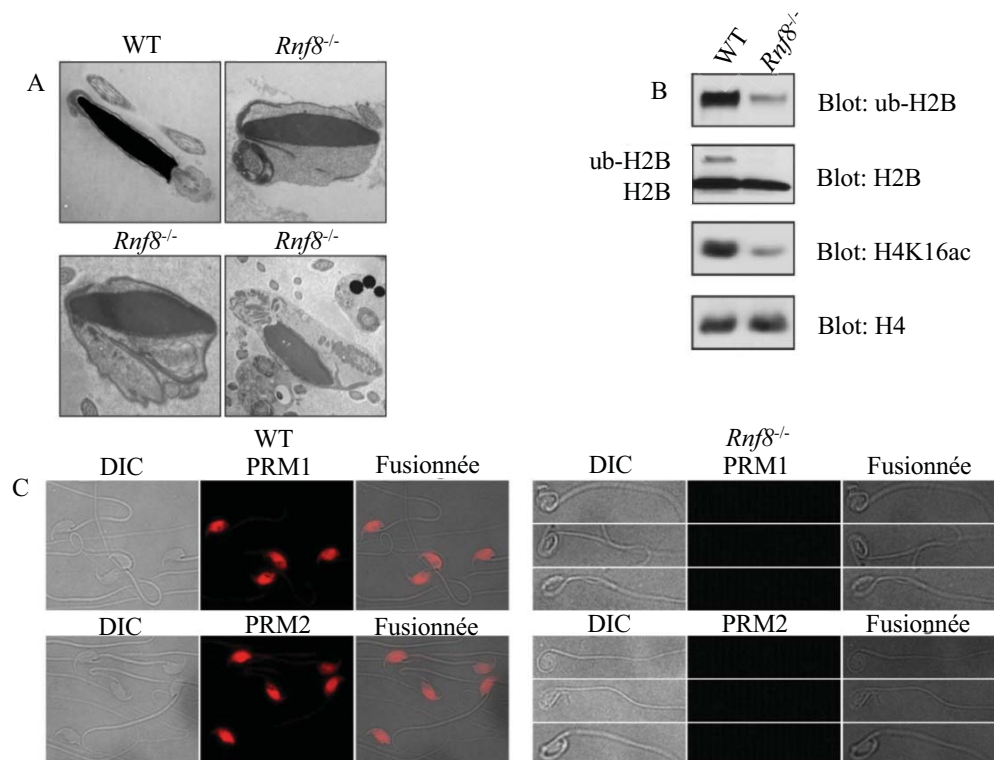 WT
Rnf8-/-
A
Rnf8-/-
Rnf8-/-
WT
Rnf8-/-
B
Blot: ub-H2B
ub-H2B
H2B
Blot: H2B
Blot: H4K16ac
Blot: H4
C
WT
DIC
PRM1
Fusionnée
DIC
PRM2
Fusionnée
Rnf8-/-
DIC
PRM1
Fusionnée
DIC
PRM2
Fusionnée